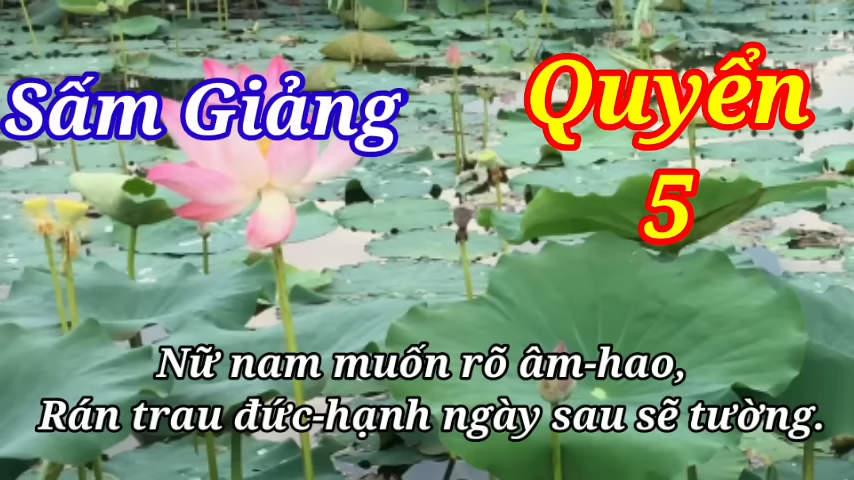 Sấm Giảng
Quyển
5
Nữ nam muốn rõ âm-hao,
Rán trau đức-hạnh ngày sau sẽ tường.